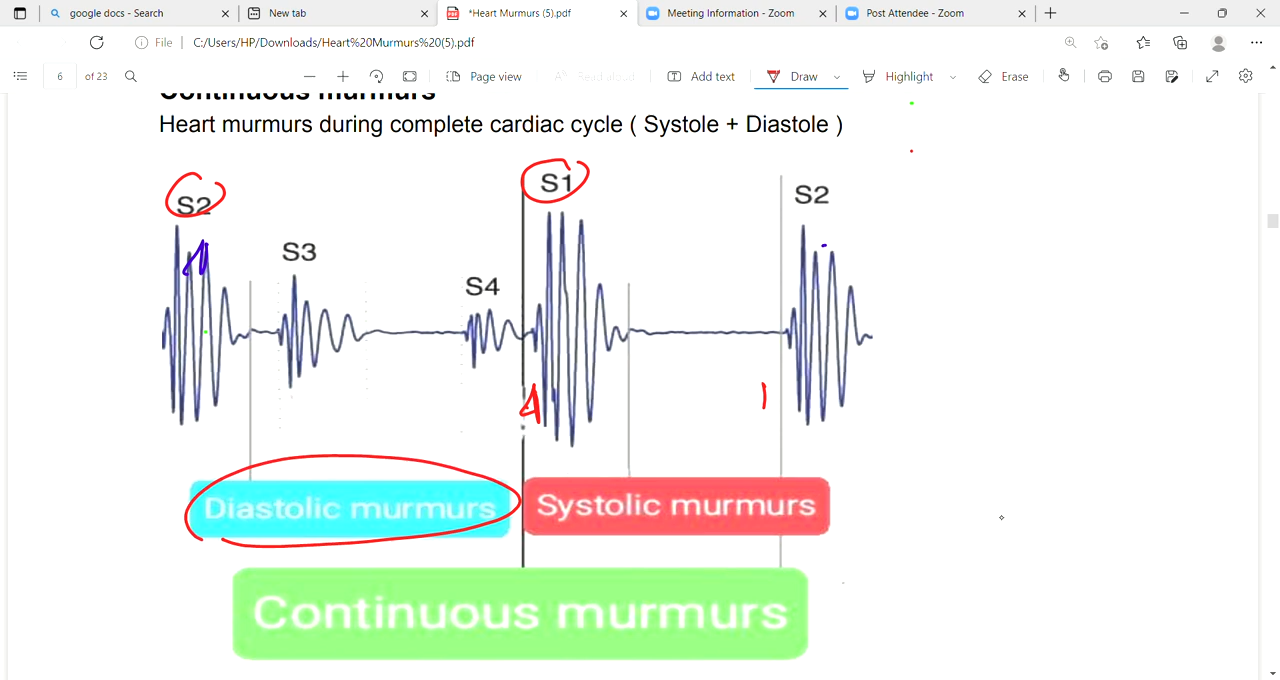 google docs - Search
New tab
*Heart Murmurs (5).pdf
Meeting Information - Zoom
Post Attendee - Zoom
File
C:/Users/HP/Downloads/Heart%20Murmurs%20(5).pdf
6 of 23
Page view
Read aloud
Add text
Draw
Highlight
Erase
Continuous murmurs
Heart murmurs during complete cardiac cycle ( Systole + Diastole )
S2
S3
S4
S1
S2
Diastolic murmurs
Systolic murmurs
Continuous murmurs